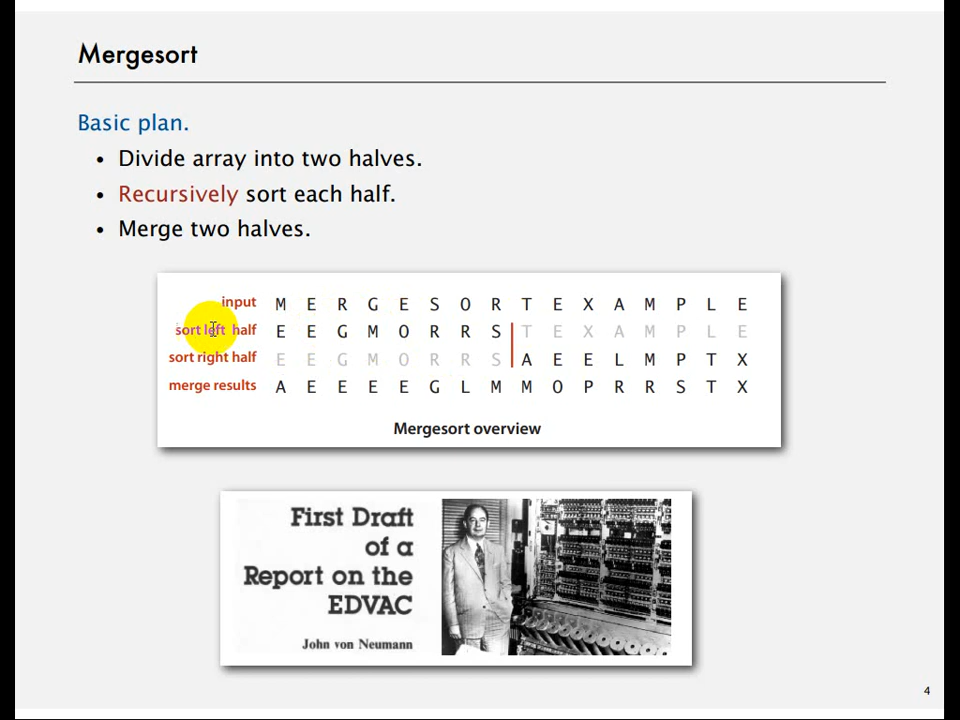 Mergesort
Basic plan.
• Divide array into two halves.
• Recursively sort each half.
• Merge two halves.
input M E R G E S O R T E X A M P L E
sort left half E E G M O R R S T E X A M P L E
sort right half E E G M O R R S A E E L M P T X
merge results A E E E E G L M M O P R R S T X
Mergesort overview
First Draft
of a
Report on the
EDVAC
John von Neumann
4